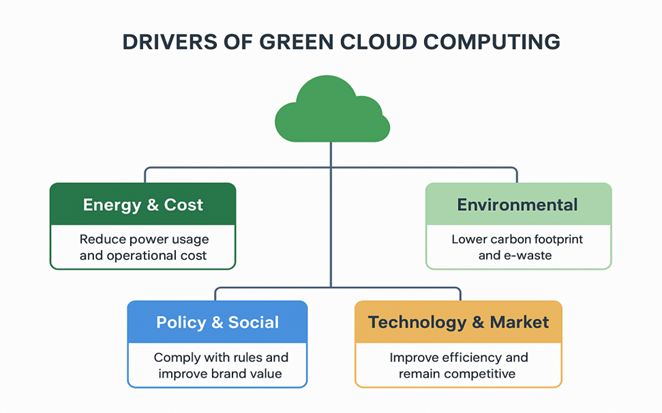 DRIVERS OF GREEN CLOUD COMPUTING
Energy & Cost
Reduce power usage
and operational cost
Environmental
Lower carbon footprint
and e-waste
Policy & Social
Comply with rules and
improve brand value
Technology & Market
Improve efficiency and
remain competitive